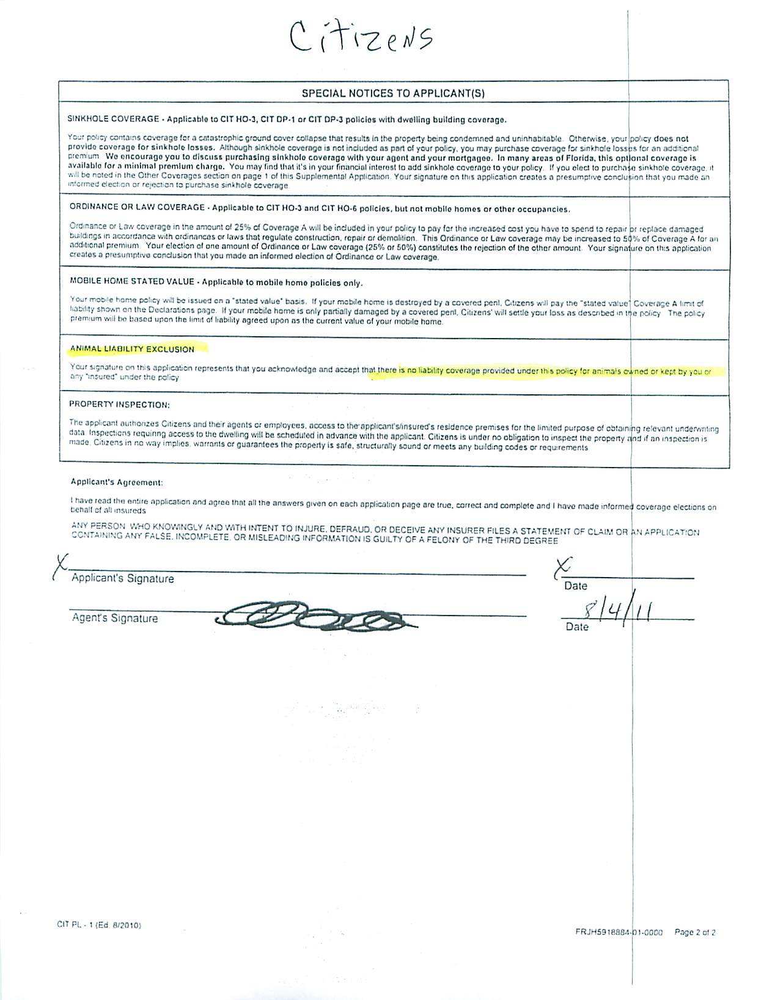 Citizens
SPECIAL NOTICES TO APPLICANT(S)
SINKHOLE COVERAGE - Applicable to CIT HO-3, CIT DP-1 or CIT DP-3 policies with dwelling building coverage.
Your policy contains coverage for a catastrophic ground cover collapse that results in the property being condemned and uninhabitable. Otherwise, your policy does not
provide coverage for sinkhole losses. Although sinkhole coverage is not included as part of your policy, you may purchase coverage for sinkhole losses for an additional
premium. We encourage you to discuss purchasing sinkhole coverage with your agent and your mortgagee. In many areas of Florida, this optional coverage is
available for a minimal premium charge. You may find that it's in your financial interest to add sinkhole coverage to your policy. If you elect to purchase sinkhole coverage, it
will be noted in the Other Coverages section on page 1 of this Supplemental Application. Your signature on this application creates a presumptive conclusion that you made an
informed election or rejection to purchase sinkhole coverage.
ORDINANCE OR LAW COVERAGE - Applicable to CIT HO-3 and CIT HO-6 policies, but not mobile homes or other occupancies.
Ordinance or Law coverage in the amount of 25% of Coverage A will be included in your policy to pay for the increased cost you have to spend to repair or replace damaged
buildings in accordance with ordinances or laws that regulate construction, repair or demolition. This Ordinance or Law coverage may be increased to 50% of Coverage A for an
additional premium. Your election of one amount of Ordinance or Law coverage (25% or 50%) constitutes the rejection of the other amount. Your signature on this application
creates a presumptive conclusion that you made an informed election of Ordinance or Law coverage.
MOBILE HOME STATED VALUE - Applicable to mobile home policies only.
Your mobile home policy will be issued on a "stated value" basis. If your mobile home is destroyed by a covered peril, Citizens will pay the "stated value" Coverage A limit of
liability shown on the Declarations page. If your mobile home is only partially damaged by a covered peril, Citizens' will settle your loss as described in the policy. The policy
premium will be based upon the limit of liability agreed upon as the current value of your mobile home.
ANIMAL LIABILITY EXCLUSION
Your signature on this application represents that you acknowledge and accept that there is no liability coverage provided under this policy for animals owned or kept by you or
any "insured" under the policy
PROPERTY INSPECTION:
The applicant authorizes Citizens and their agents or employees, access to the applicant's/insured's residence premises for the limited purpose of obtaining relevant underwriting
data. Inspections requiring access to the dwelling will be scheduled in advance with the applicant. Citizens is under no obligation to inspect the property and if an inspection is
made, Citizens in no way implies, warrants or guarantees the property is safe, structurally sound or meets any building codes or requirements
Applicant's Agreement:
I have read the entire application and agree that all the answers given on each application page are true, correct and complete and I have made informed coverage elections on
behalf of all insureds
ANY PERSON WHO KNOWINGLY AND WITH INTENT TO INJURE, DEFRAUD, OR DECEIVE ANY INSURER FILES A STATEMENT OF CLAIM OR AN APPLICATION
CONTAINING ANY FALSE, INCOMPLETE, OR MISLEADING INFORMATION IS GUILTY OF A FELONY OF THE THIRD DEGREE
X X
Applicant's Signature Date
8/4/11
Agent's Signature Date
CIT PL - 1 (Ed. 8/2010) FRJH5918884-01-0000 Page 2 of 2